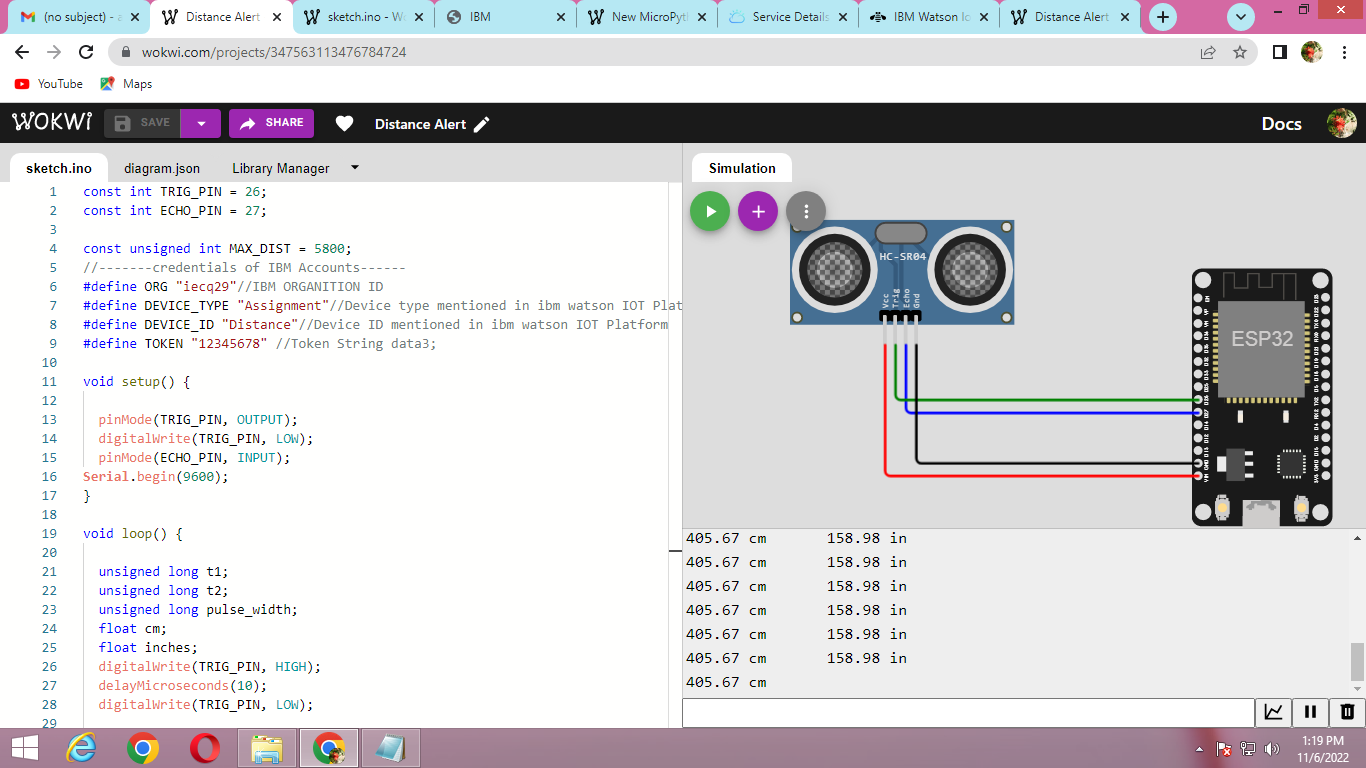 (no subject) - a
Distance Alert
sketch.ino - W
IBM
New MicroPyt
Service Details
IBM Watson Io
Distance Alert
wokwi.com/projects/347563113476784724
YouTube
Maps
WOKWI
SAVE
SHARE
Distance Alert
Docs
sketch.ino
diagram.json
Library Manager
Simulation
1 const int TRIG_PIN = 26;
2 const int ECHO_PIN = 27;
3
4 const unsigned int MAX_DIST = 5800;
5 //-------credentials of IBM Accounts------
6 #define ORG "iecq29"//IBM ORGANITION ID
7 #define DEVICE_TYPE "Assignment"//Device type mentioned in ibm watson IOT Plat
8 #define DEVICE_ID "Distance"//Device ID mentioned in ibm watson IOT Platform
9 #define TOKEN "12345678" //Token String data3;
10
11 void setup() {
12
13 pinMode(TRIG_PIN, OUTPUT);
14 digitalWrite(TRIG_PIN, LOW);
15 pinMode(ECHO_PIN, INPUT);
16 Serial.begin(9600);
17 }
18
19 void loop() {
20
21 unsigned long t1;
22 unsigned long t2;
23 unsigned long pulse_width;
24 float cm;
25 float inches;
26 digitalWrite(TRIG_PIN, HIGH);
27 delayMicroseconds(10);
28 digitalWrite(TRIG_PIN, LOW);
29
HC-SR04
Vcc
Trig
Echo
Gnd
ESP32
405.67 cm 158.98 in
405.67 cm 158.98 in
405.67 cm 158.98 in
405.67 cm 158.98 in
405.67 cm 158.98 in
405.67 cm 158.98 in
405.67 cm
1:19 PM
11/6/2022